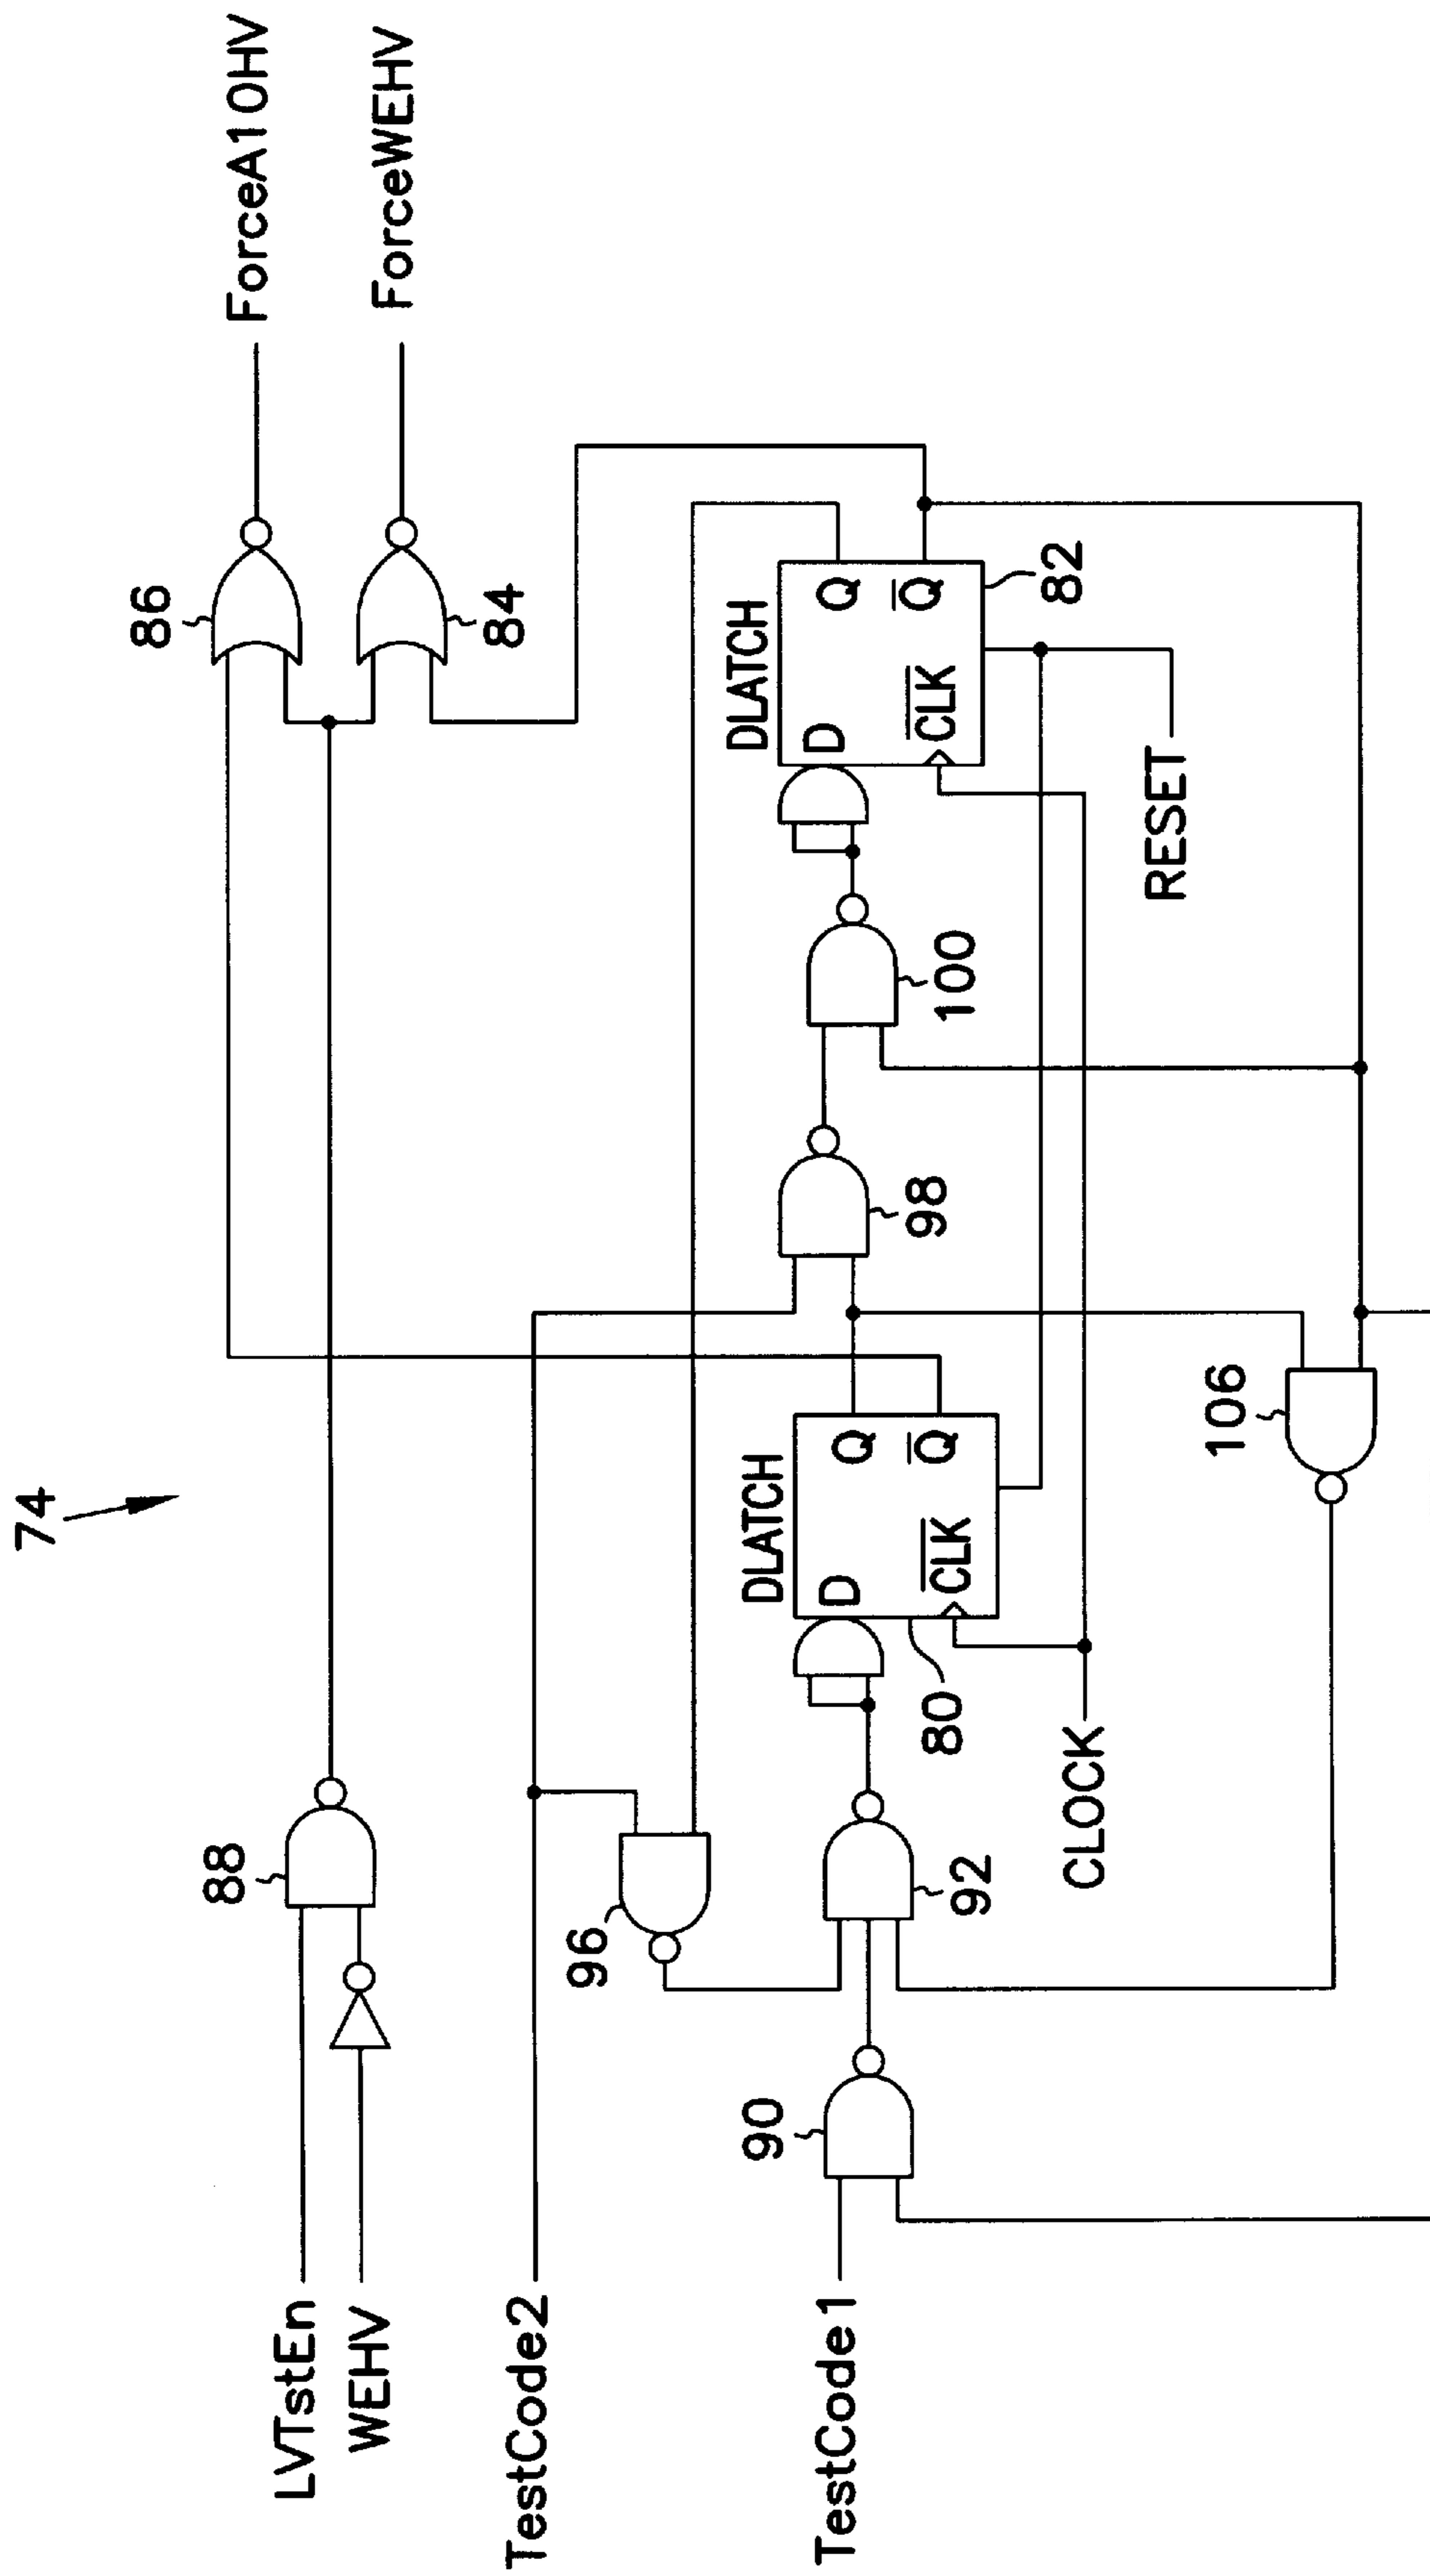 74
LVTstEn
WEHV
88
86
84
ForceA10HV
ForceWEHV
TestCode2
96
TestCode1
90
92
DLATCH
D
Q
CLK
Q
80
98
100
DLATCH
D
Q
CLK
Q
82
CLOCK
RESET
106